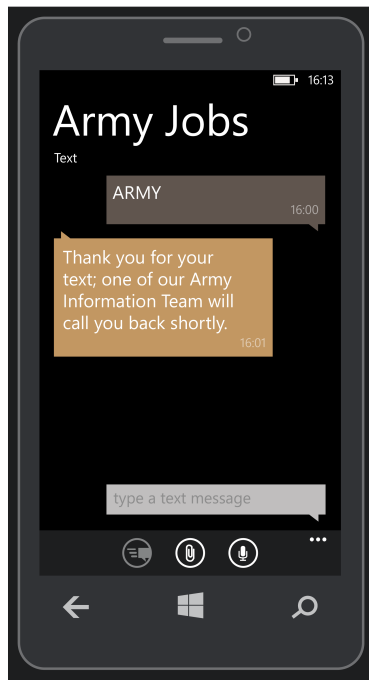 16:13
Army Jobs
Text
ARMY
16:00
Thank you for your
text; one of our Army
Information Team will
call you back shortly.
16:01
type a text message